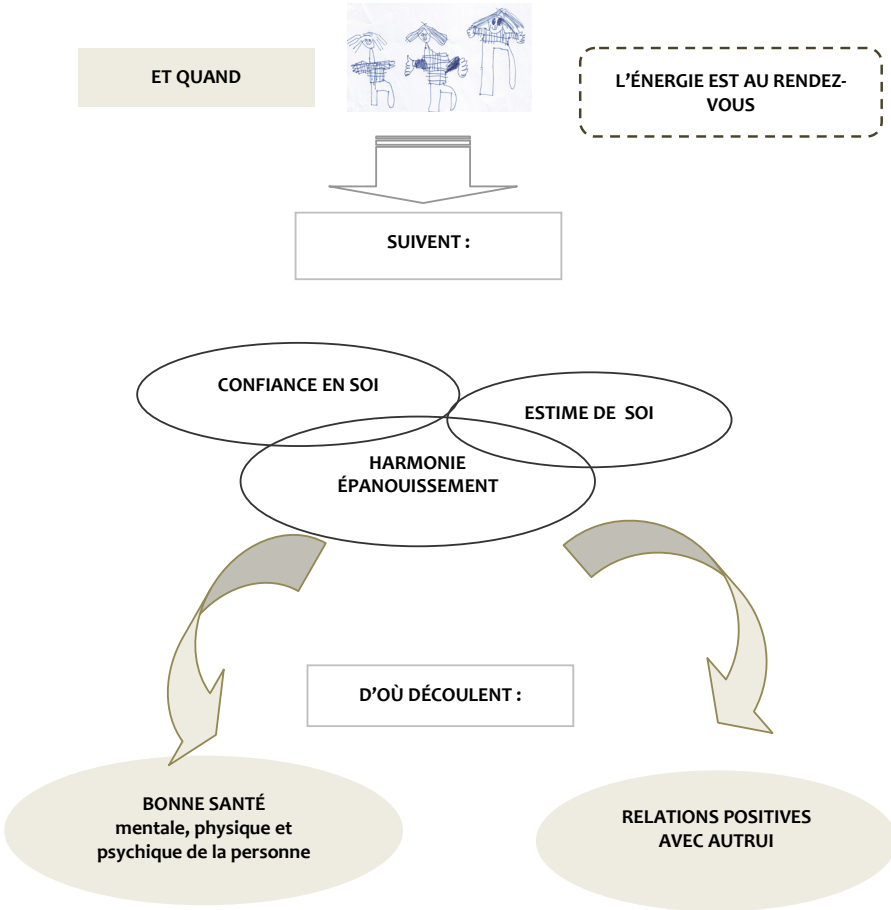 ET QUAND
L’ÉNERGIE EST AU RENDEZ-
VOUS
SUIVENT :
CONFIANCE EN SOI
ESTIME DE SOI
HARMONIE
ÉPANOUISSEMENT
D’OÙ DÉCOULENT :
BONNE SANTÉ
mentale, physique et
psychique de la personne
RELATIONS POSITIVES
AVEC AUTRUI